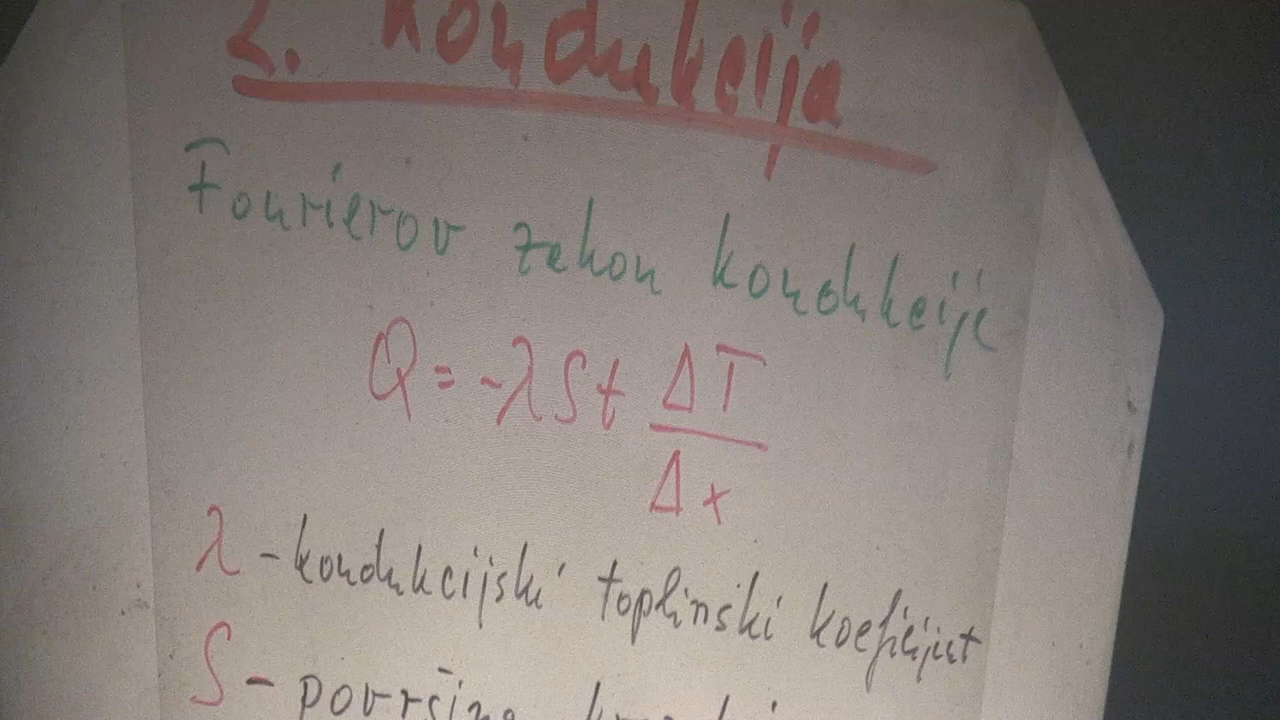 2. Kondukcija
Fourierov zakon kondukcije
Q = -λSt ΔT/Δx
λ - kondukcijski toplinski koeficijent
S - površina